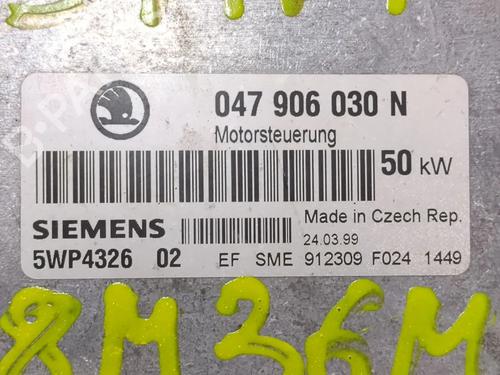 047 906 030 N
Motorsteuerung
50 kW
SIEMENS
Made in Czech Rep.
24.03.99
5WP4326 02 EF SME 912309 F024 1449
8M36M